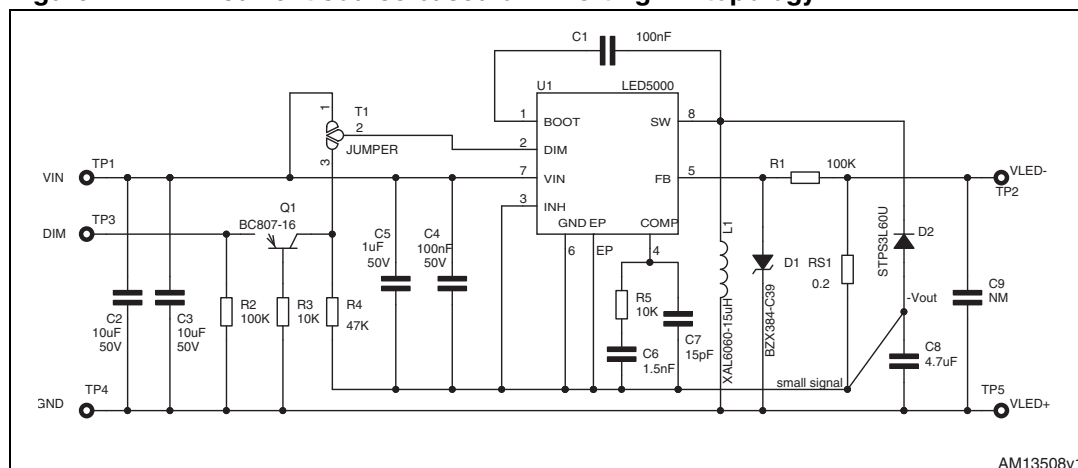 C1
100nF
U1
LED5000
1
T1
2
JUMPER
3
1
BOOT
SW
8
2
DIM
VIN
TP1
7
VIN
FB
5
R1
100K
VLED-
TP2
3
INH
DIM
TP3
Q1
BC807-16
GND
EP
COMP
6
EP
4
C5
1uF
50V
C4
100nF
50V
L1
XAL6060-15uH
D1
BZX384-C39
RS1
0.2
STPS3L60U
D2
-Vout
C9
NM
C2
10uF
50V
C3
10uF
50V
R2
100K
R3
10K
R4
47K
R5
10K
C6
1.5nF
C7
15pF
C8
4.7uF
small signal
TP4
GND
TP5
VLED+